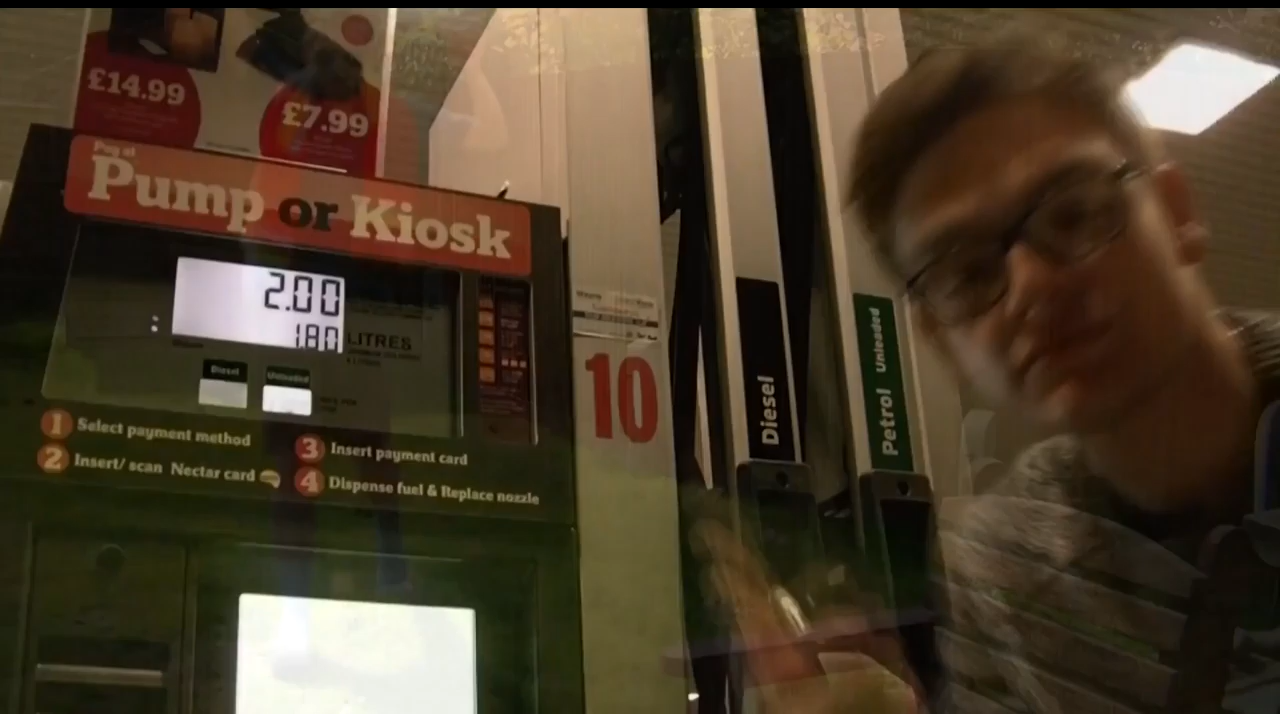 £14.99
£7.99
Pay at
Pump or Kiosk
2.00
1.80
LITRES
Diesel
Unleaded
1 Select payment method
2 Insert/ scan Nectar card
3 Insert payment card
4 Dispense fuel & Replace nozzle
10
Diesel
Petrol Unleaded